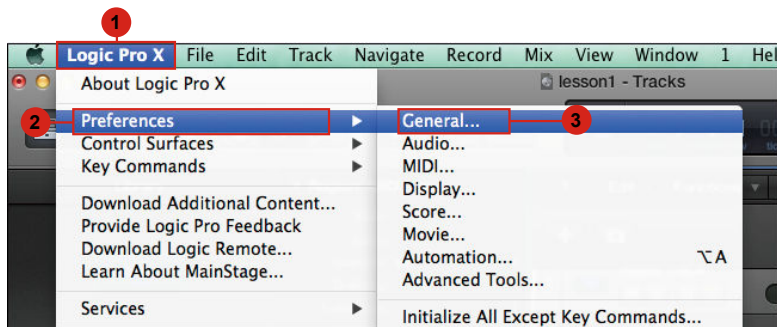 1
Logic Pro X File Edit Track Navigate Record Mix View Window 1 Hel
lesson1 - Tracks
About Logic Pro X
2
Preferences
Control Surfaces
Key Commands
Download Additional Content...
Provide Logic Pro Feedback
Download Logic Remote...
Learn About MainStage...
Services
General...
3
Audio...
MIDI...
Display...
Score...
Movie...
Automation... ⌥A
Advanced Tools...
Initialize All Except Key Commands...